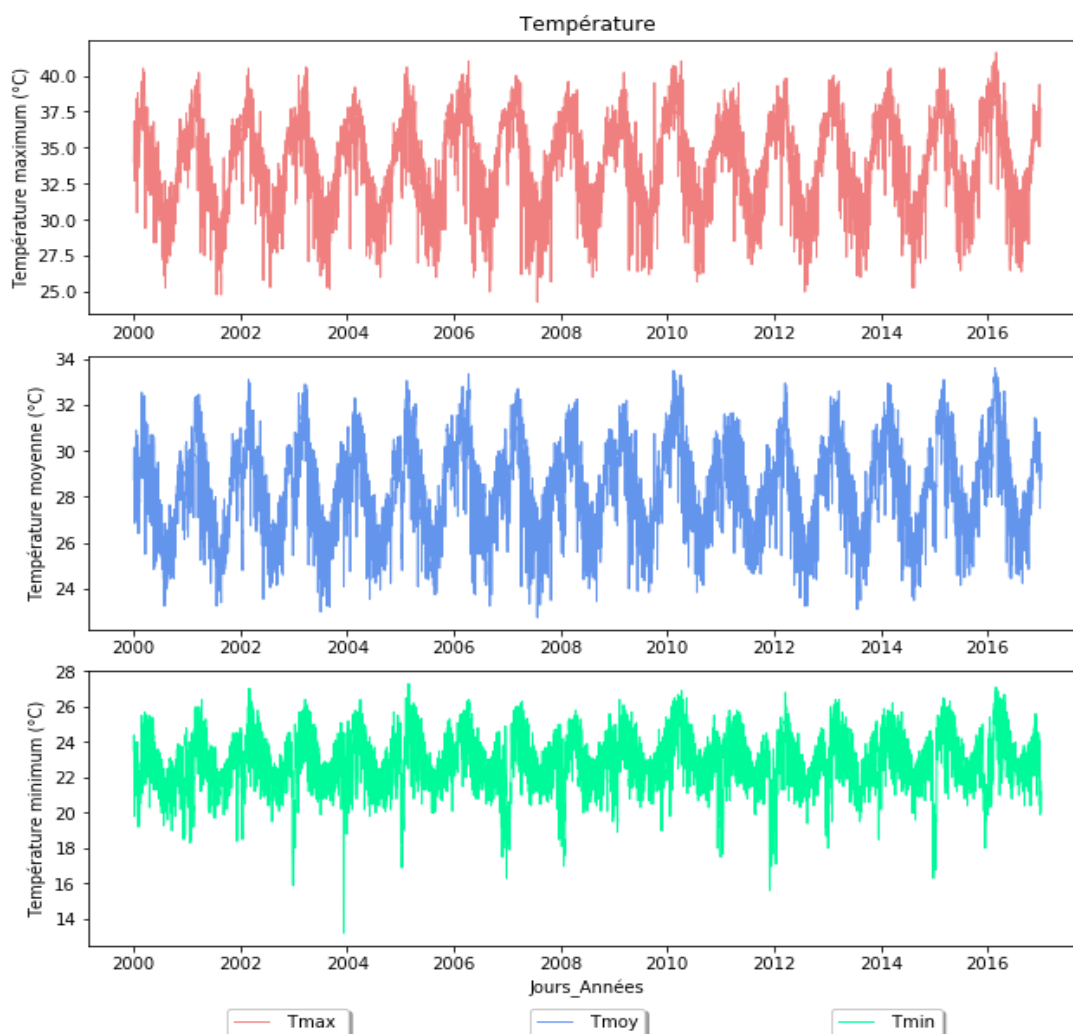 Température
Température maximum (°C)
40.0
37.5
35.0
32.5
30.0
27.5
25.0
2000 2002 2004 2006 2008 2010 2012 2014 2016
Température moyenne (°C)
34
32
30
28
26
24
2000 2002 2004 2006 2008 2010 2012 2014 2016
Température minimum (°C)
28
26
24
22
20
18
16
14
2000 2002 2004 2006 2008 2010 2012 2014 2016
Jours_Années
Tmax Tmoy Tmin